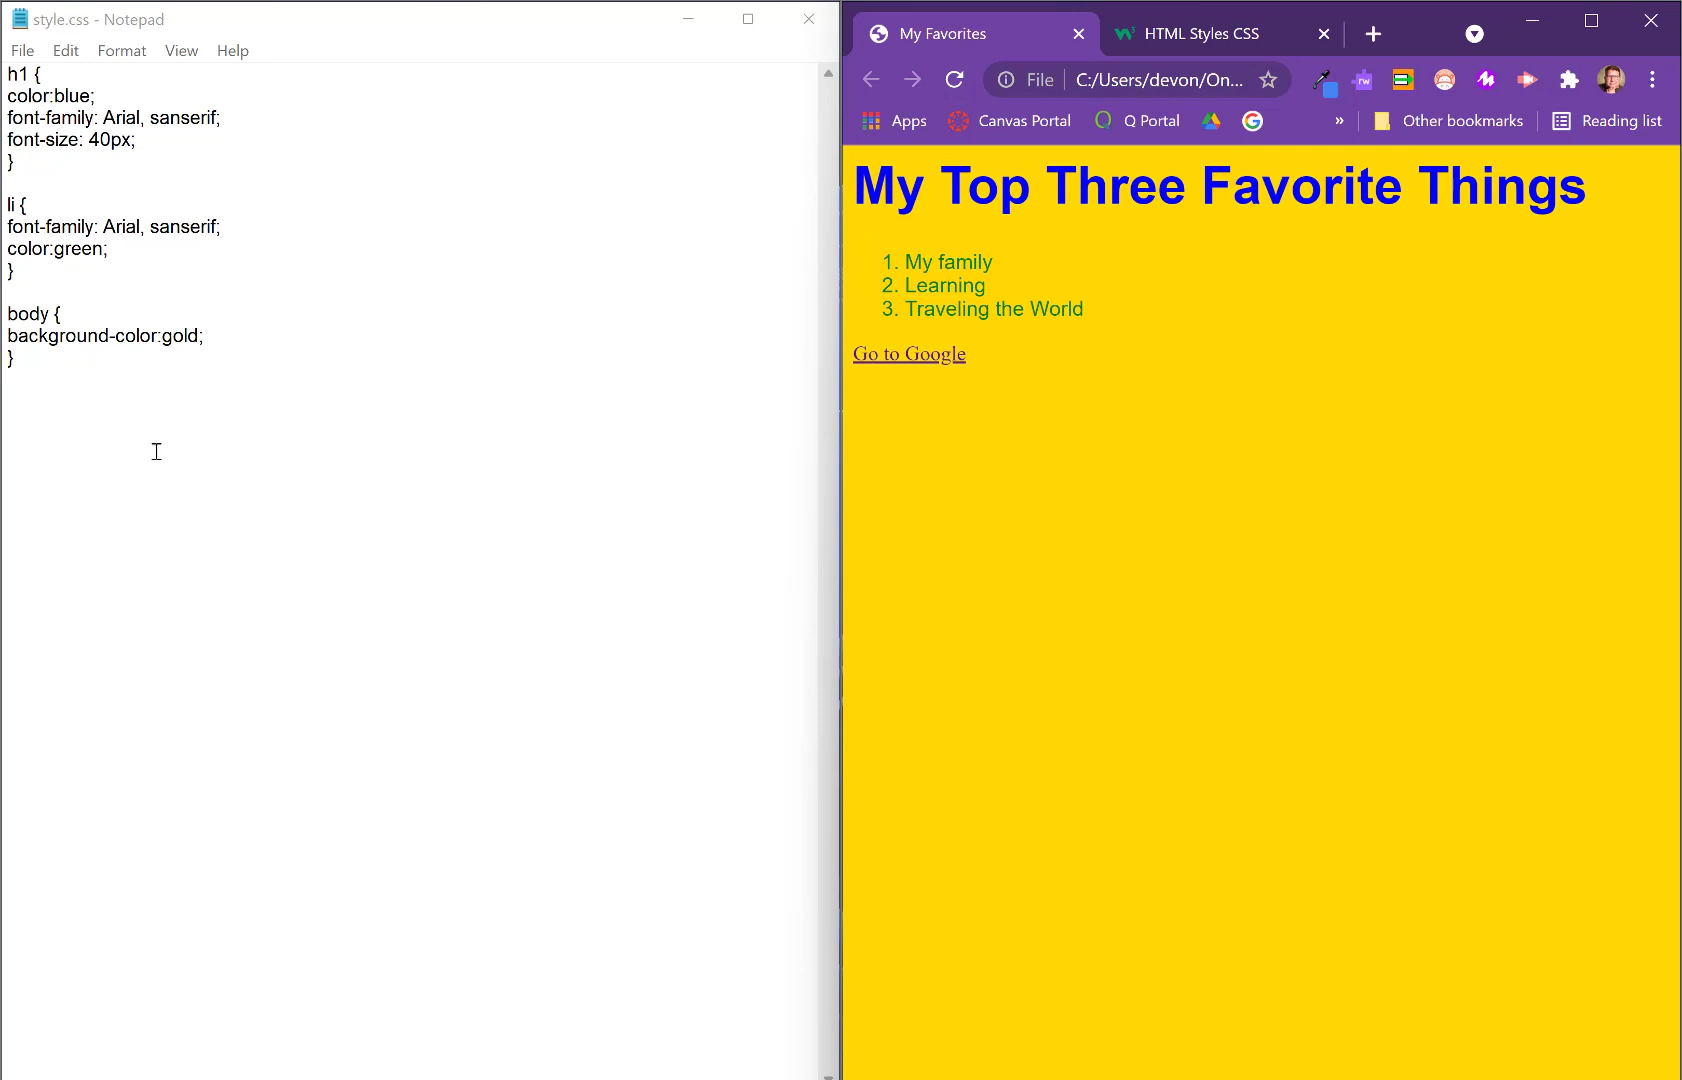 style.css - Notepad
File Edit Format View Help
h1 {
color:blue;
font-family: Arial, sanserif;
font-size: 40px;
}
li {
font-family: Arial, sanserif;
color:green;
}
body {
background-color:gold;
}
My Favorites
HTML Styles CSS
File C:/Users/devon/On...
rw
Apps Canvas Portal Q Portal » Other bookmarks Reading list
My Top Three Favorite Things
1. My family
2. Learning
3. Traveling the World
Go to Google